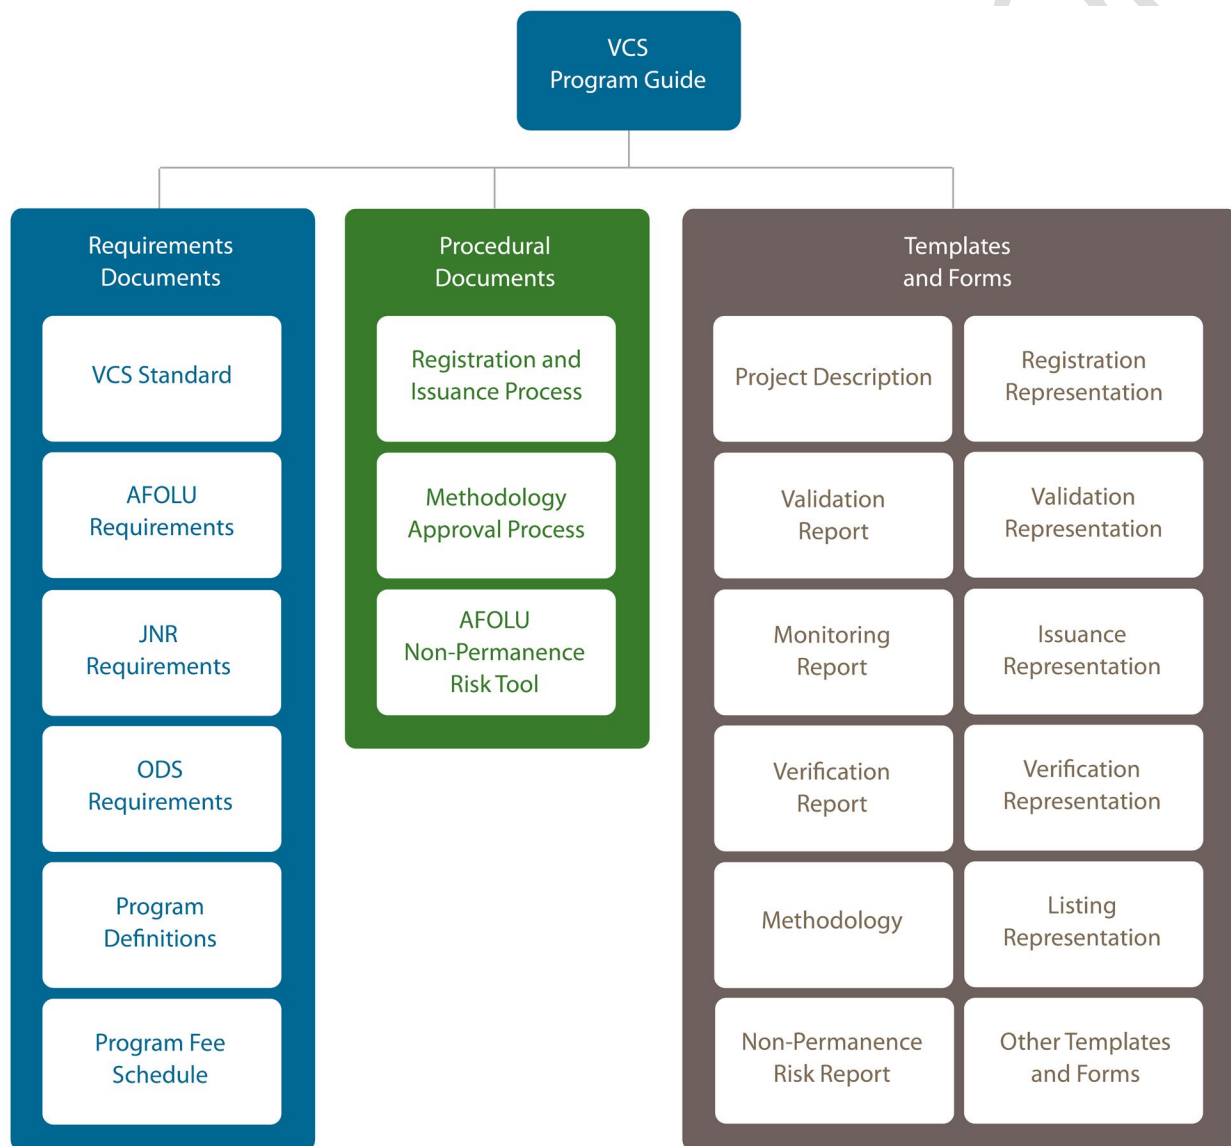 VCS
Program Guide
Requirements
Documents
VCS Standard
AFOLU
Requirements
JNR
Requirements
ODS
Requirements
Program
Definitions
Program Fee
Schedule
Procedural
Documents
Registration and
Issuance Process
Methodology
Approval Process
AFOLU
Non-Permanence
Risk Tool
Templates
and Forms
Project Description
Registration
Representation
Validation
Report
Validation
Representation
Monitoring
Report
Issuance
Representation
Verification
Report
Verification
Representation
Methodology
Listing
Representation
Non-Permanence
Risk Report
Other Templates
and Forms